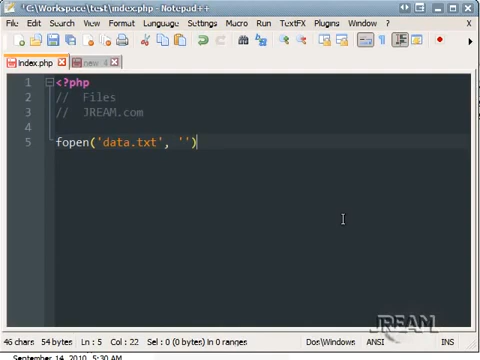 *C:\Workspace\test\index.php - Notepad++
File Edit Search View Format Language Settings Macro Run TextFX Plugins Window ?
index.php new 4
1 <?php
2 // Files
3 // JREAM.com
4
5 fopen('data.txt', '')
JREAM
46 chars 54 bytes Ln : 5 Col : 22 Sel : 0 (0 bytes) in 0 ranges Dos\Windows ANSI INS
September 14, 2010, 5:30 AM